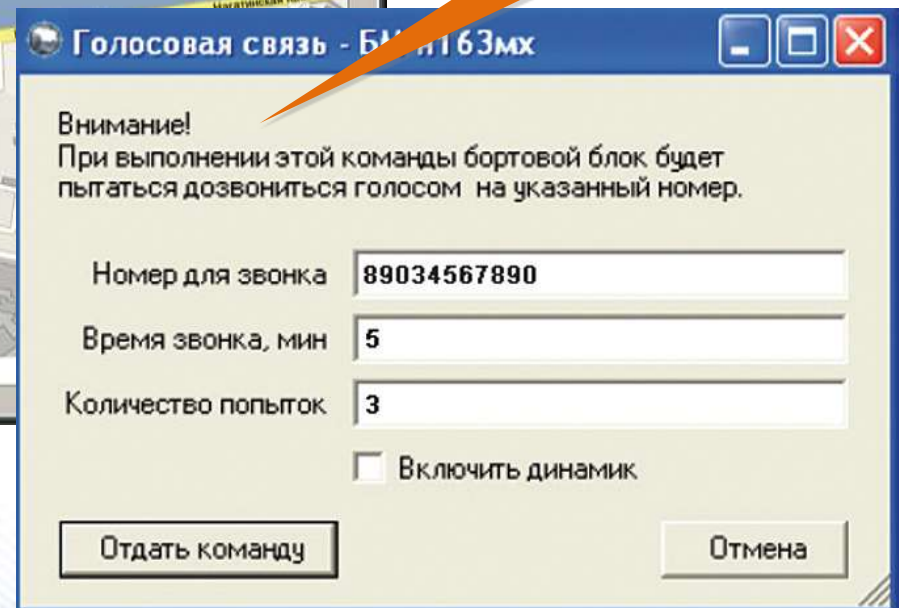 Голосовая связь -
Внимание!
При выполнении этой команды бортовой блок будет
пытаться дозвониться голосом на указанный номер.
Номер для звонка 89034567890
Время звонка, мин 5
Количество попыток 3
Включить динамик
Отдать команду Отмена